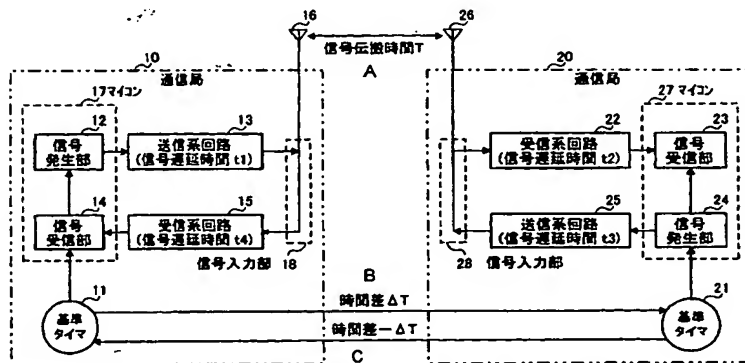 16
26
信号伝搬時間T
10
通信局
A
20
通信局
17マイコン
27 マイコン
12
13
22
23
信号
発生部
送信系回路
(信号遅延時間 t1)
受信系回路
(信号遅延時間 t2)
信号
受信部
14
15
25
24
信号
受信部
受信系回路
(信号遅延時間 t4)
送信系回路
(信号遅延時間 t3)
信号
発生部
信号入力部
18
28
信号入力部
B
11
21
時間差ΔT
基準
タイマ
基準
タイマ
時間差-ΔT
C